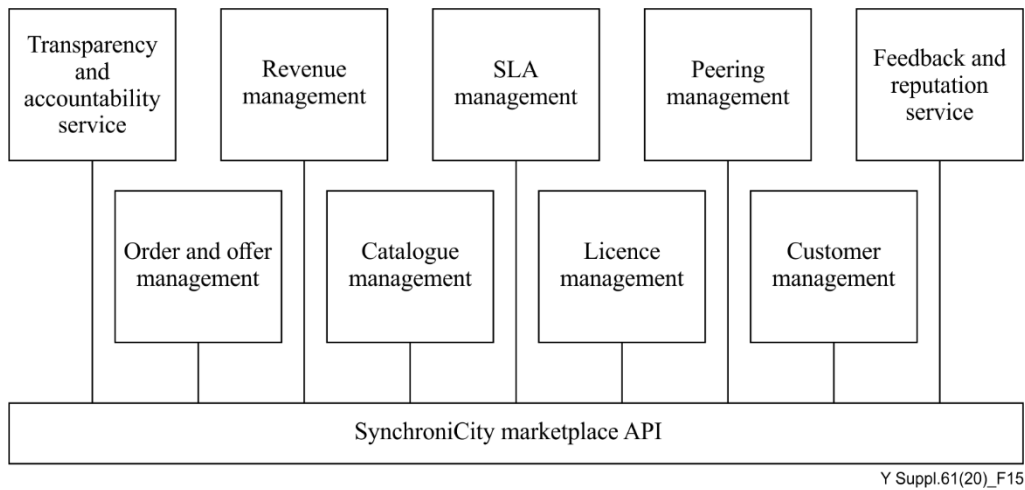 Transparency
and
accountability
service
Revenue
management
SLA
management
Peering
management
Feedback and
reputation
service
Order and offer
management
Catalogue
management
Licence
management
Customer
management
SynchroniCity marketplace API
Y Suppl.61(20)_F15